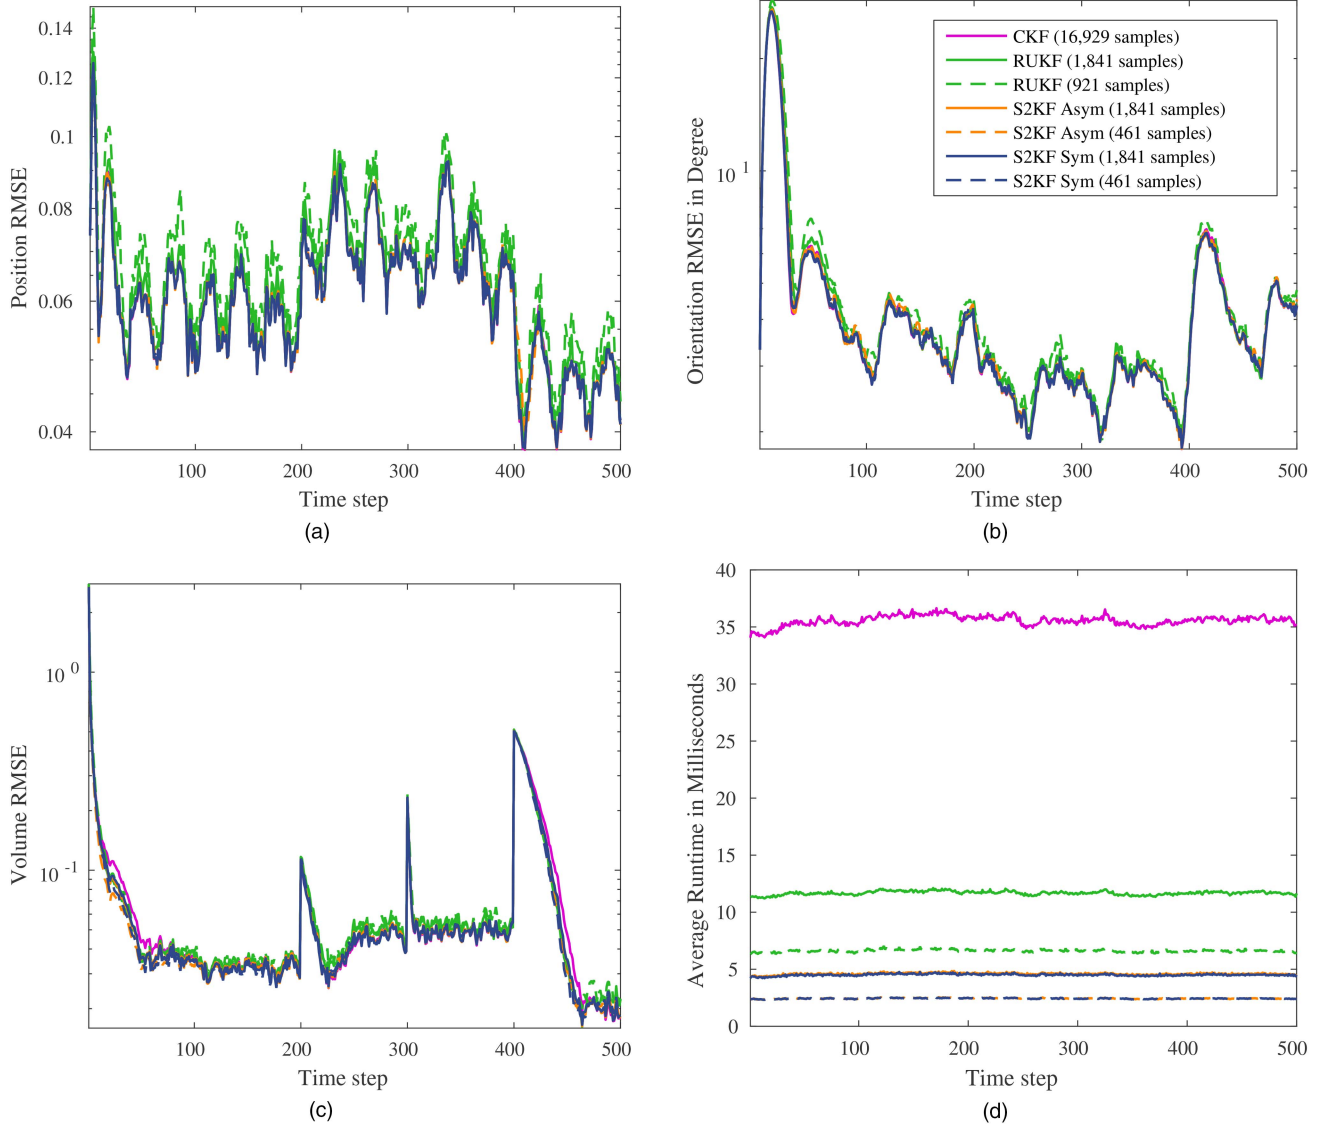 0.14
0.12
0.1
0.08
0.06
0.04
Position RMSE
100
200
300
400
500
Time step
(a)
10 1
Orientation RMSE in Degree
CKF (16,929 samples)
RUKF (1,841 samples)
RUKF (921 samples)
S2KF Asym (1,841 samples)
S2KF Asym (461 samples)
S2KF Sym (1,841 samples)
S2KF Sym (461 samples)
100
200
300
400
500
Time step
(b)
10 0
10 -1
Volume RMSE
100
200
300
400
500
Time step
(c)
40
35
30
25
20
15
10
5
0
Average Runtime in Milliseconds
100
200
300
400
500
Time step
(d)